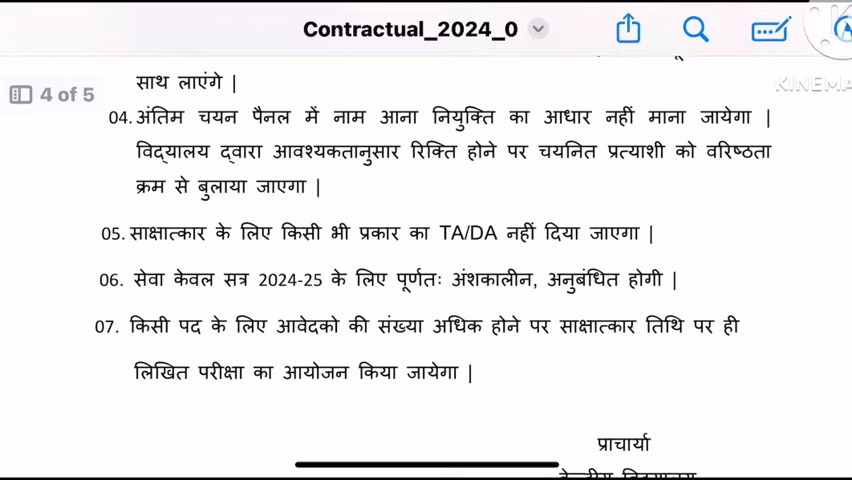 Contractual_2024_0
4 of 5
KINEMA
साथ लाएंगे |
04. अंतिम चयन पैनल में नाम आना नियुक्ति का आधार नहीं माना जायेगा |
विद्यालय द्वारा आवश्यकतानुसार रिक्ति होने पर चयनित प्रत्याशी को वरिष्ठता
क्रम से बुलाया जाएगा |
05. साक्षात्कार के लिए किसी भी प्रकार का TA/DA नहीं दिया जाएगा |
06. सेवा केवल सत्र 2024-25 के लिए पूर्णतः अंशकालीन, अनुबंधित होगी |
07. किसी पद के लिए आवेदको की संख्या अधिक होने पर साक्षात्कार तिथि पर ही
लिखित परीक्षा का आयोजन किया जायेगा |
प्राचार्या
केन्द्रीय विद्यालय